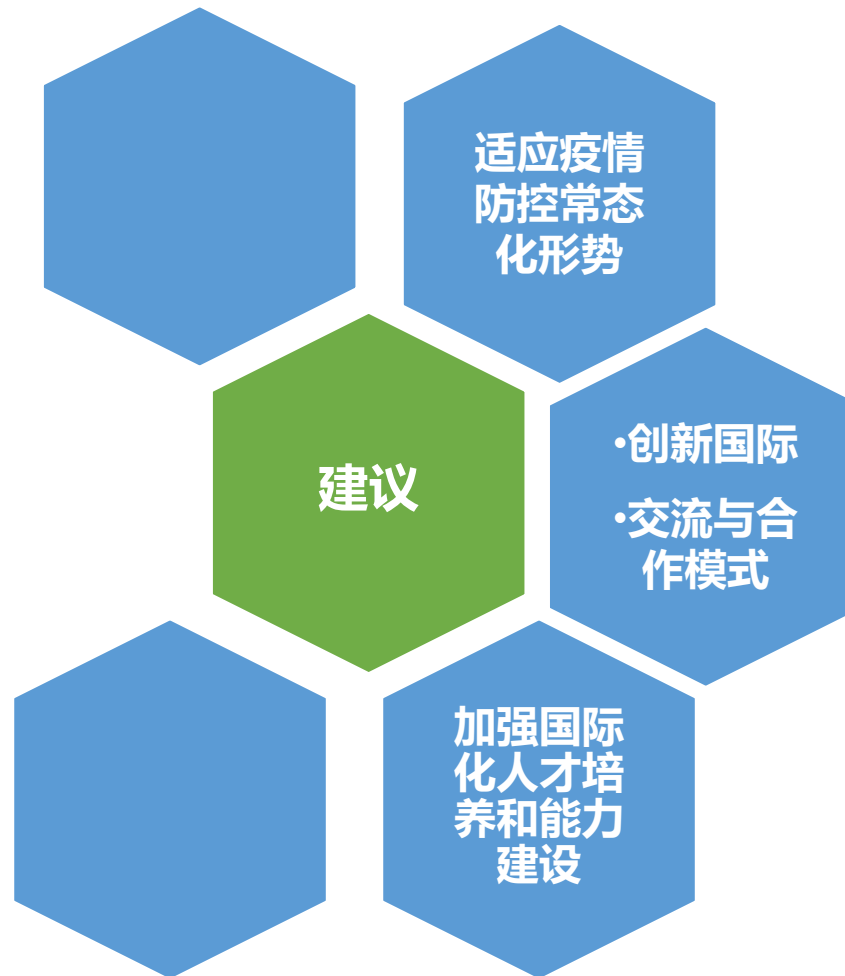 适应疫情
防控常态
化形势
建议
•创新国际
•交流与合
作模式
加强国际
化人才培
养和能力
建设